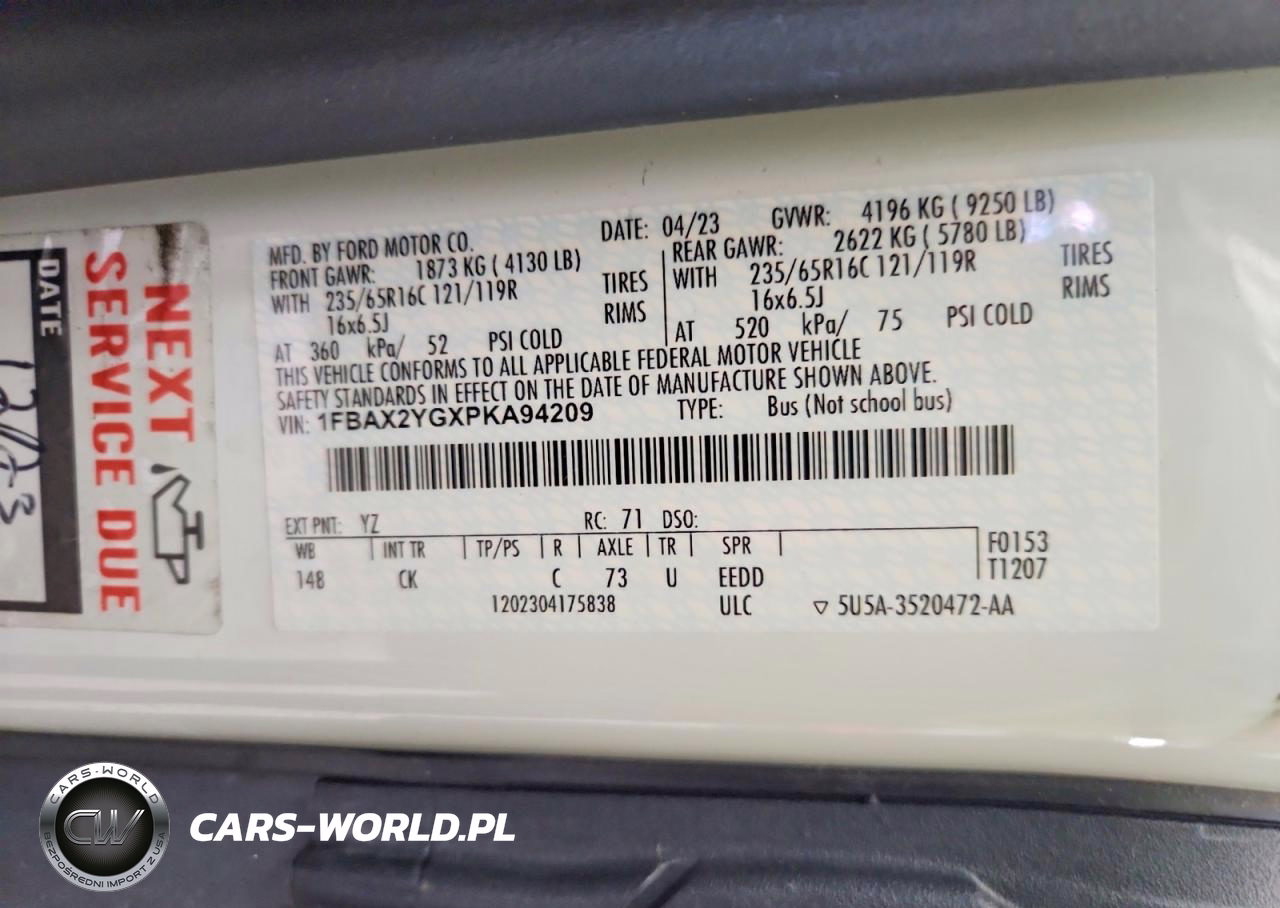 MFD. BY FORD MOTOR CO. DATE: 04/23 GVWR: 4196 KG ( 9250 LB)
FRONT GAWR: 1873 KG ( 4130 LB) REAR GAWR: 2622 KG ( 5780 LB)
WITH 235/65R16C 121/119R TIRES WITH 235/65R16C 121/119R TIRES
16x6.5J RIMS 16x6.5J RIMS
AT 360 kPa/ 52 PSI COLD AT 520 kPa/ 75 PSI COLD
THIS VEHICLE CONFORMS TO ALL APPLICABLE FEDERAL MOTOR VEHICLE
SAFETY STANDARDS IN EFFECT ON THE DATE OF MANUFACTURE SHOWN ABOVE.
VIN: 1FBAX2YGXPKA94209 TYPE: Bus (Not school bus)
EXT PNT: YZ RC: 71 DSO:
WB INT TR TP/PS R AXLE TR SPR F0153
148 CK C 73 U EEDD T1207
1202304175838 ULC ▽ 5U5A-3520472-AA
NEXT
SERVICE DUE
DATE
CARS-WORLD
CW
BEZPOŚREDNI IMPORT Z USA
CARS-WORLD.PL